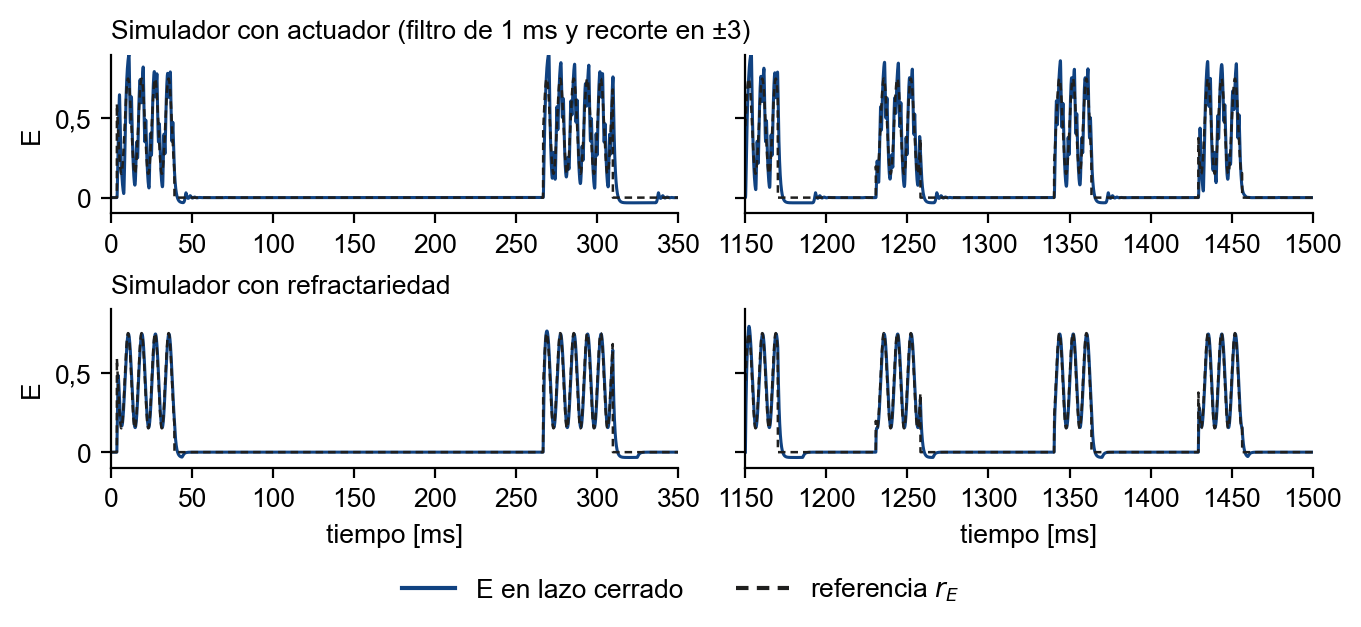 Simulador con actuador (filtro de 1 ms y recorte en ±3)
E
0,5
0
0 50 100 150 200 250 300 350
1150 1200 1250 1300 1350 1400 1450 1500
Simulador con refractariedad
E
0,5
0
0 50 100 150 200 250 300 350
1150 1200 1250 1300 1350 1400 1450 1500
tiempo [ms]
tiempo [ms]
E en lazo cerrado
referencia r_E